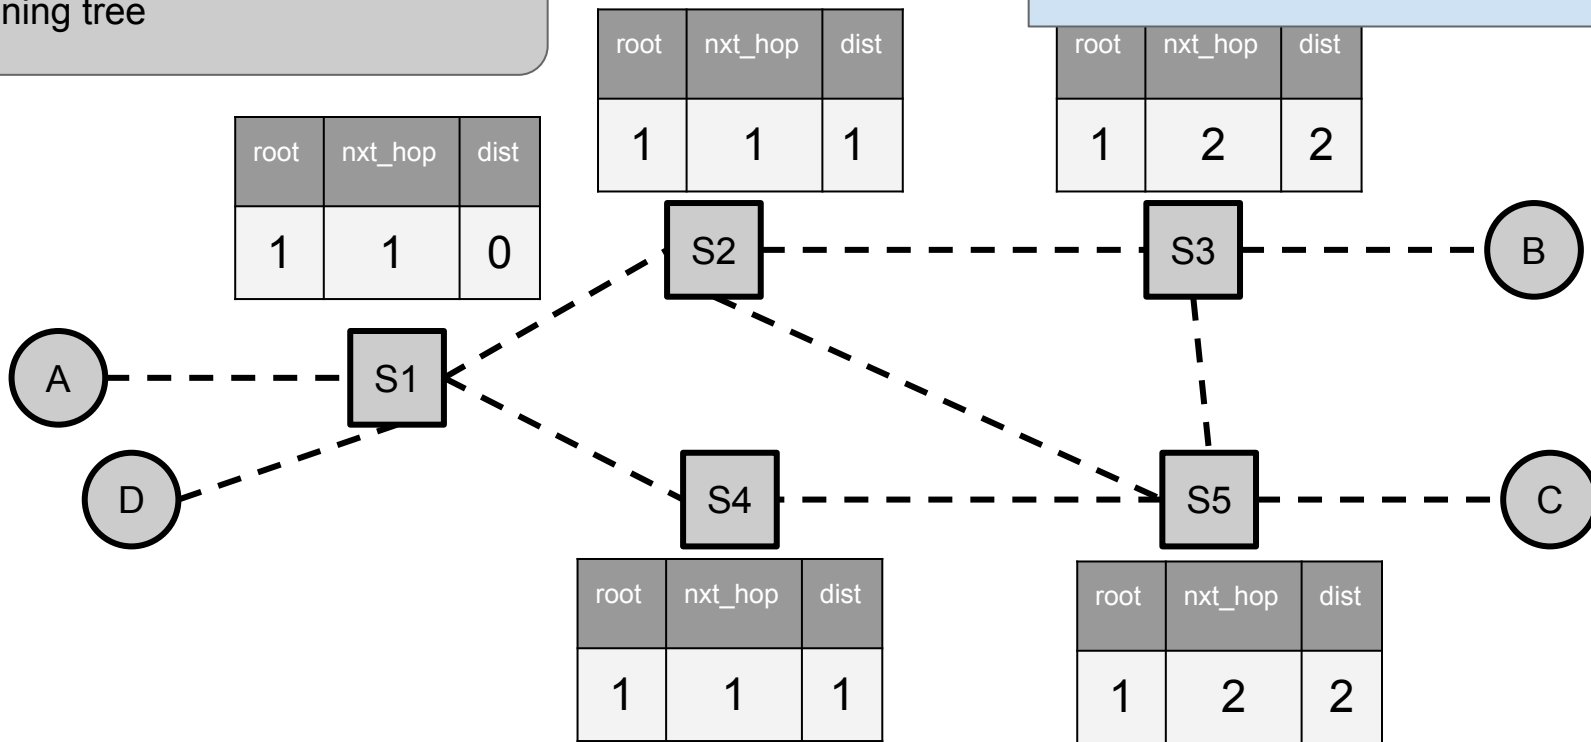 ning tree
root nxt_hop dist
1 1 1
root nxt_hop dist
1 2 2
root nxt_hop dist
1 1 0
S2
S3
B
A
S1
D
S4
S5
C
root nxt_hop dist
1 1 1
root nxt_hop dist
1 2 2